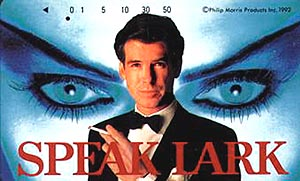 ◀ 0 1 5 10 30 50 ©Philip Morris Products Inc., 1992
SPEAK LARK